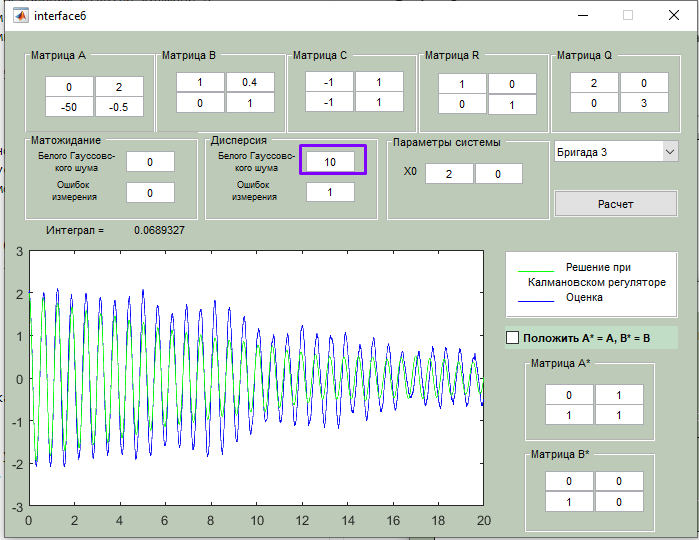 interface6
Матрица A
0 2
-50 -0.5
Матрица B
1 0.4
0 1
Матрица C
-1 1
-1 1
Матрица R
1 0
0 1
Матрица Q
2 0
0 3
Матожидание
Белого Гауссовс-
кого шума
0
Ошибок
измерения
0
Дисперсия
Белого Гауссовс-
кого шума
10
Ошибок
измерения
1
Параметры системы
X0 2 0
Бригада 3
Расчет
Интеграл = 0.0689327
3
2
1
0
-1
-2
-3
0 2 4 6 8 10 12 14 16 18 20
Решение при
Калмановском регуляторе
Оценка
Положить A* = A, B* = B
Матрица A*
0 1
1 1
Матрица B*
0 0
1 0